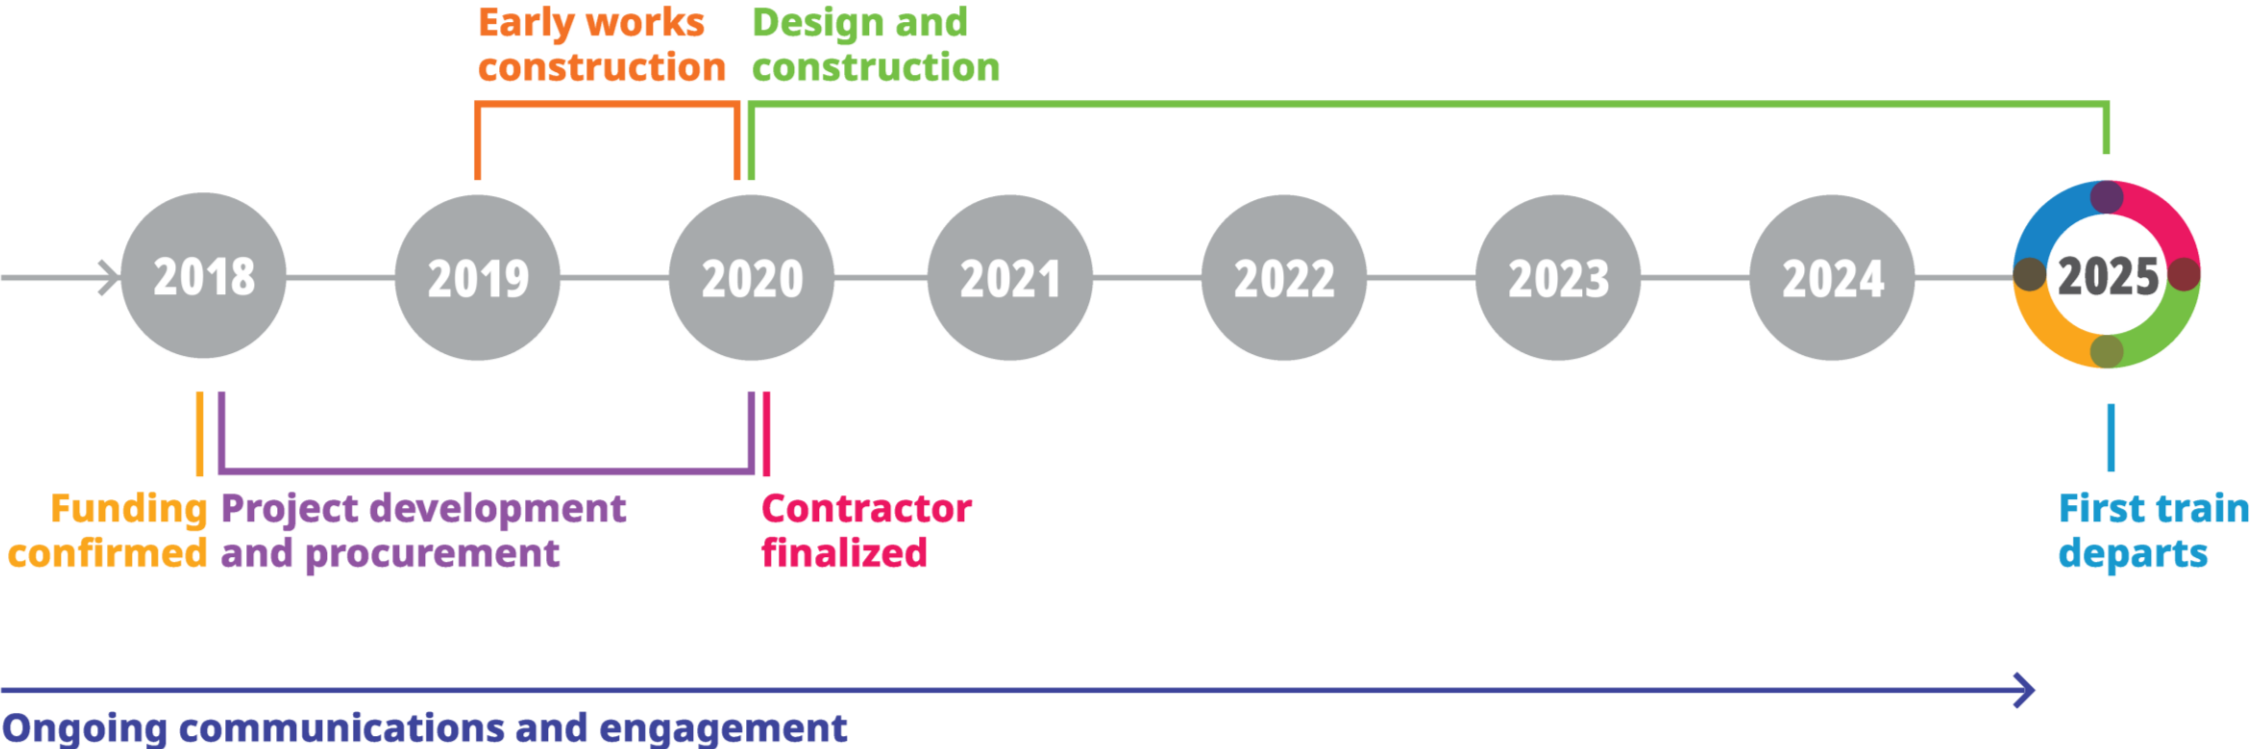 Early works
construction
Design and
construction
2018
2019
2020
2021
2022
2023
2024
2025
Funding
confirmed
Project development
and procurement
Contractor
finalized
First train
departs
Ongoing communications and engagement